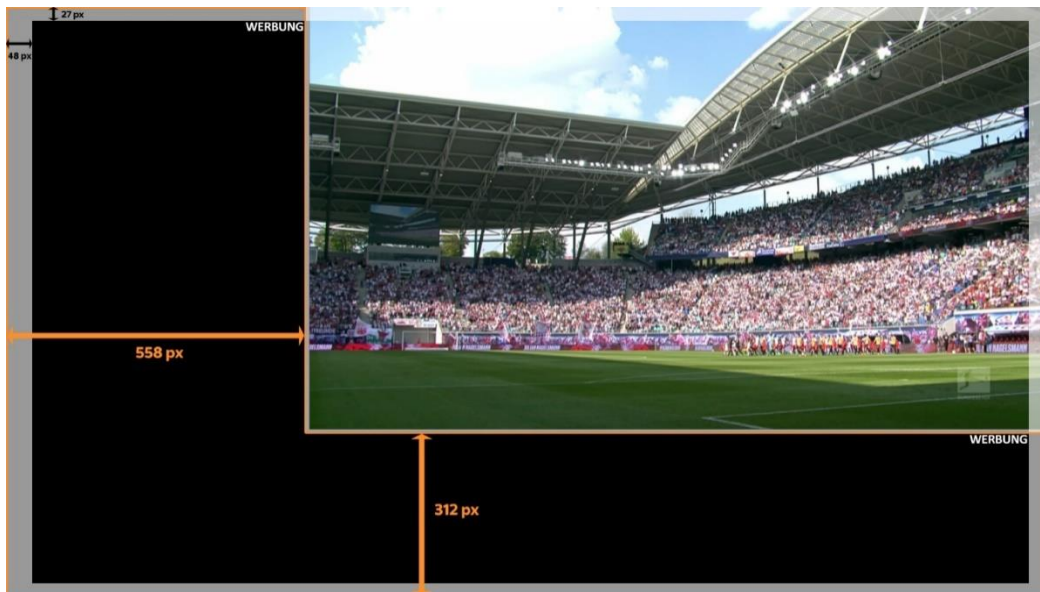 27 px
48 px
WERBUNG
558 px
WERBUNG
312 px